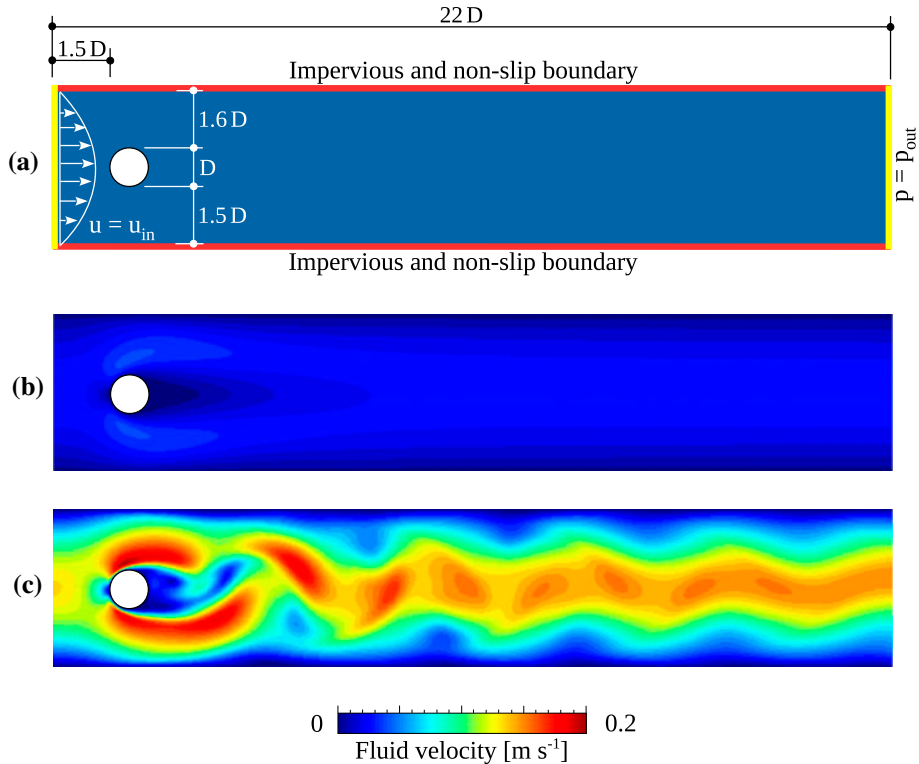 22 D
1.5 D
Impervious and non-slip boundary
(a)
1.6 D
D
1.5 D
u = u_in
p = p_out
Impervious and non-slip boundary
(b)
(c)
0
0.2
Fluid velocity [m s⁻¹]